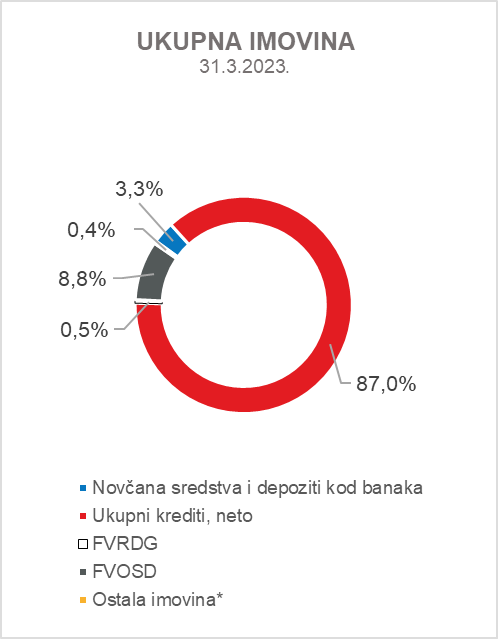 UKUPNA IMOVINA
31.3.2023.
3,3%
0,4%
8,8%
0,5%
87,0%
Novčana sredstva i depoziti kod banaka
Ukupni krediti, neto
FVRDG
FVOSD
Ostala imovina*